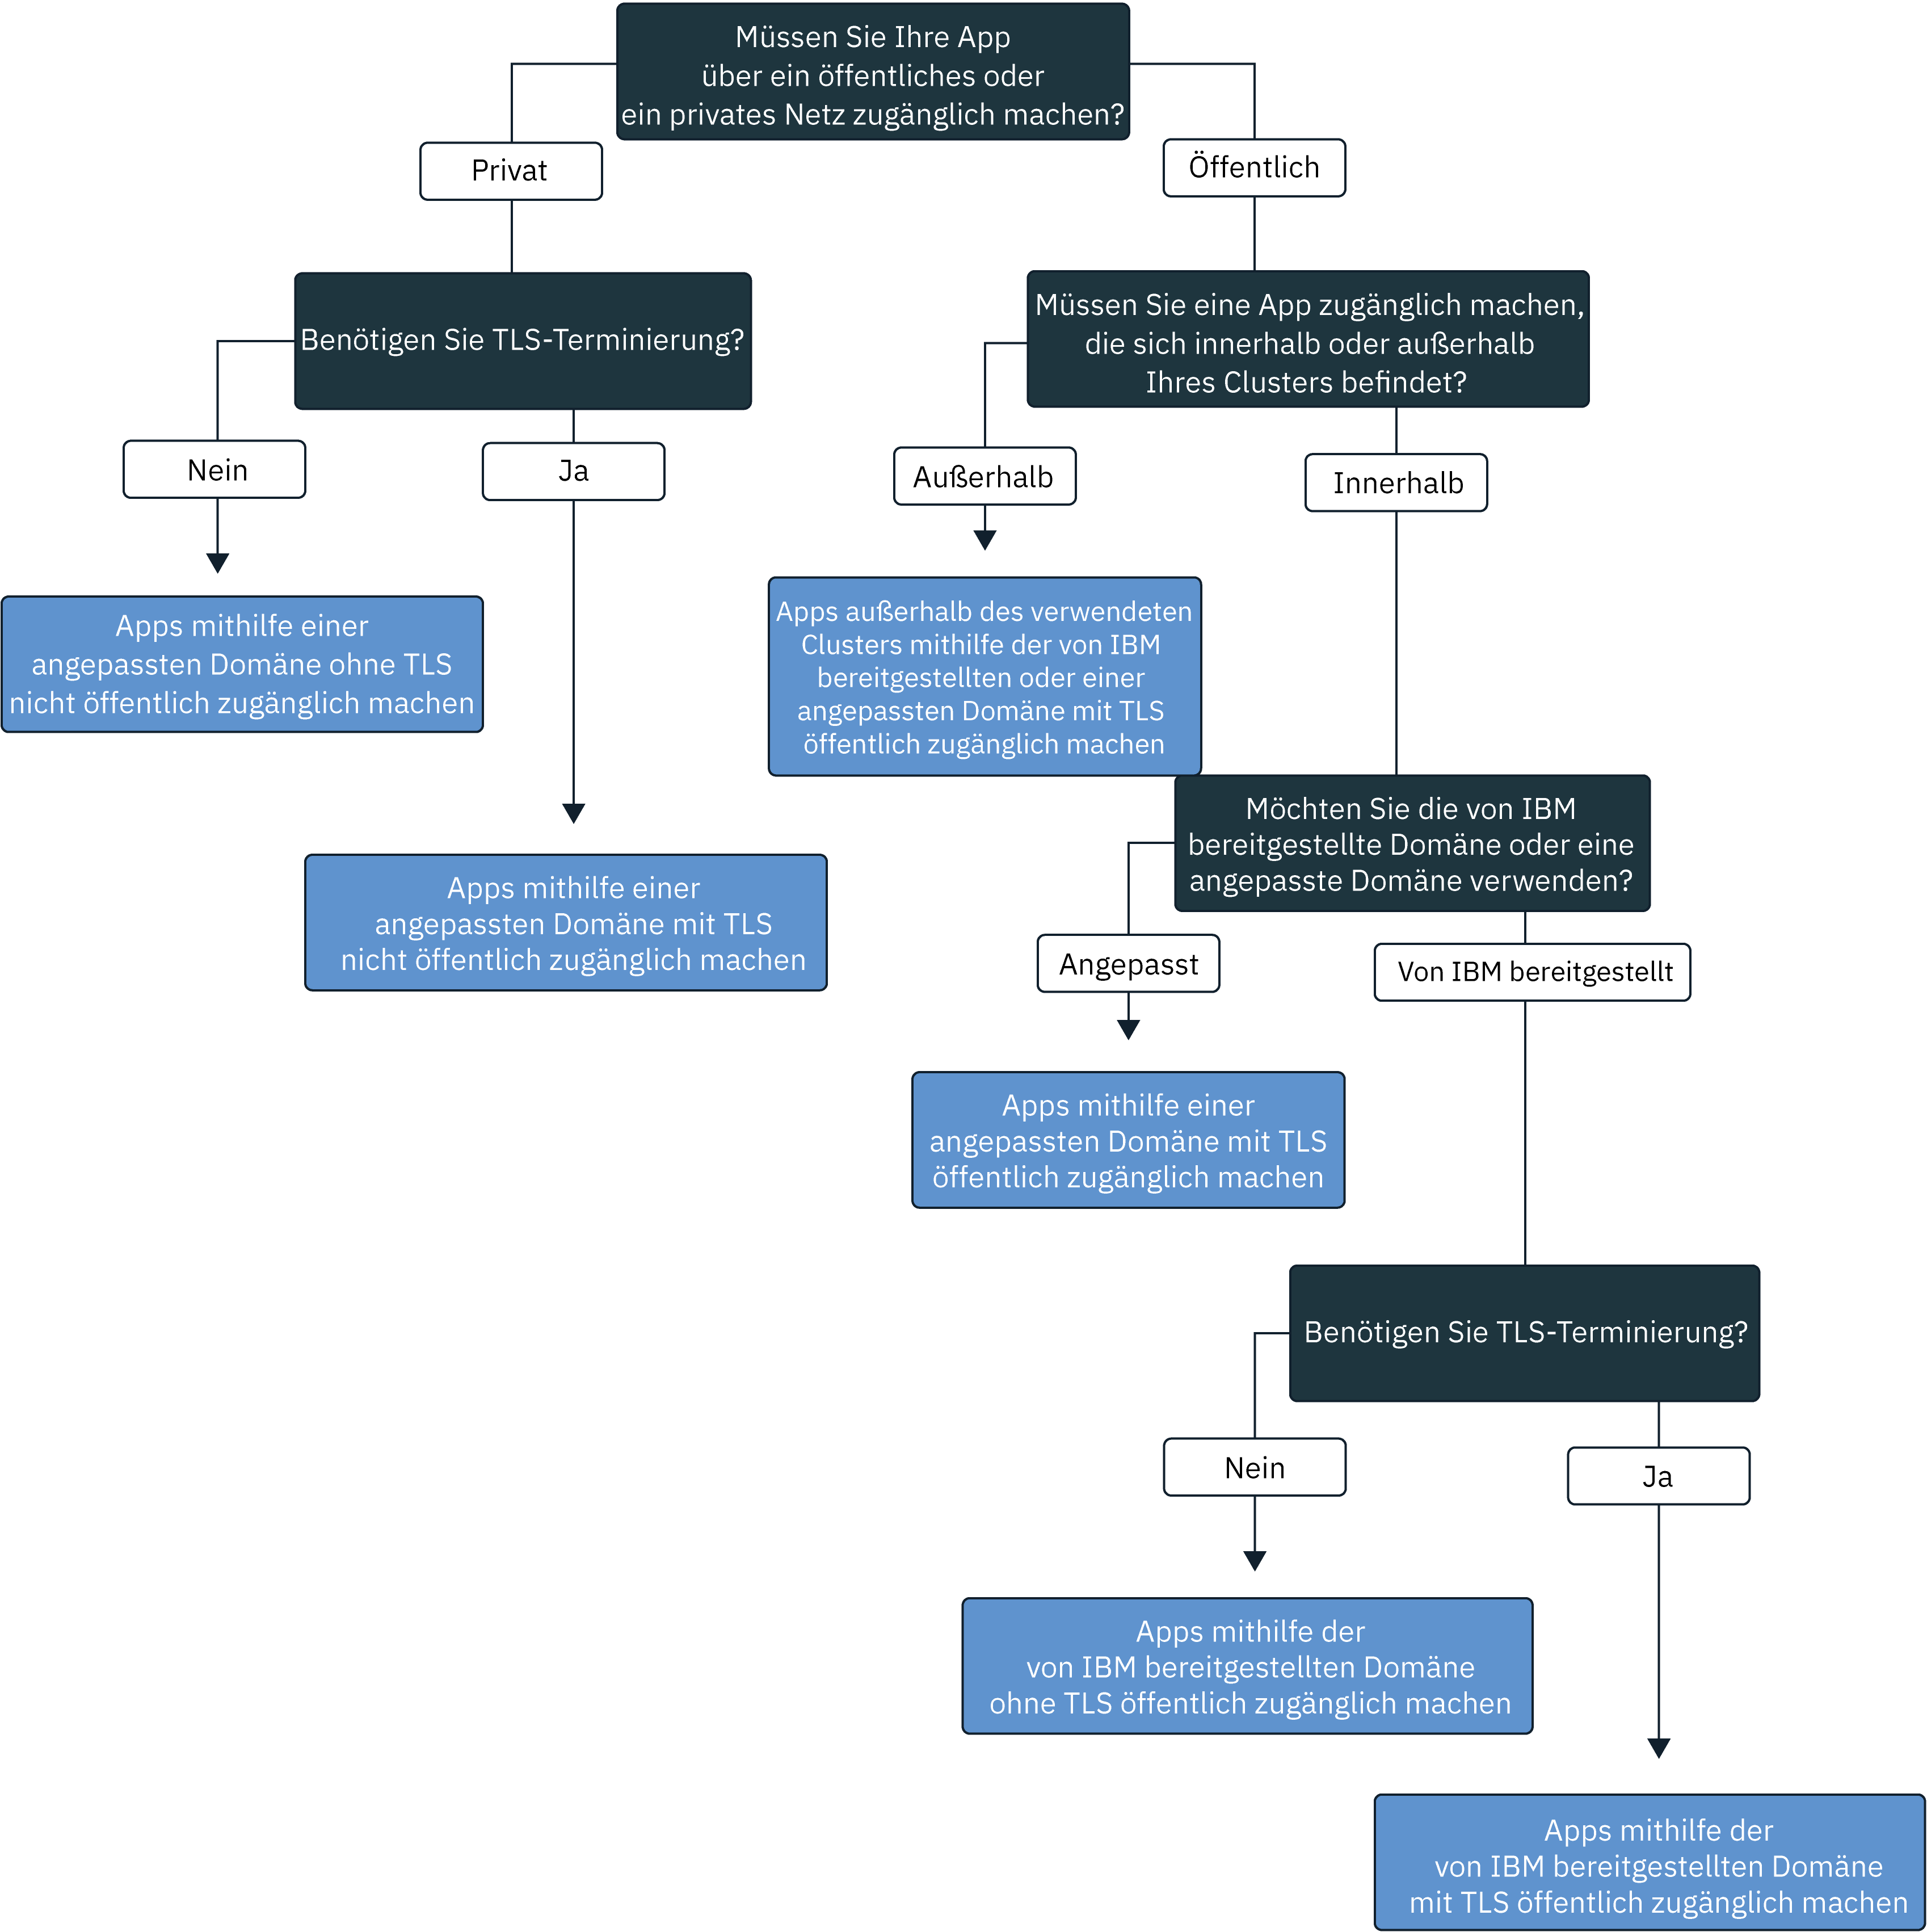 Müssen Sie Ihre App
über ein öffentliches oder
ein privates Netz zugänglich machen?
Privat
Öffentlich
Benötigen Sie TLS-Terminierung?
Müssen Sie eine App zugänglich machen,
die sich innerhalb oder außerhalb
Ihres Clusters befindet?
Nein
Ja
Außerhalb
Innerhalb
Apps mithilfe einer
angepassten Domäne ohne TLS
nicht öffentlich zugänglich machen
Apps außerhalb des verwendeten
Clusters mithilfe der von IBM
bereitgestellten oder einer
angepassten Domäne mit TLS
öffentlich zugänglich machen
Möchten Sie die von IBM
bereitgestellte Domäne oder eine
angepasste Domäne verwenden?
Apps mithilfe einer
angepassten Domäne mit TLS
nicht öffentlich zugänglich machen
Angepasst
Von IBM bereitgestellt
Apps mithilfe einer
angepassten Domäne mit TLS
öffentlich zugänglich machen
Benötigen Sie TLS-Terminierung?
Nein
Ja
Apps mithilfe der
von IBM bereitgestellten Domäne
ohne TLS öffentlich zugänglich machen
Apps mithilfe der
von IBM bereitgestellten Domäne
mit TLS öffentlich zugänglich machen